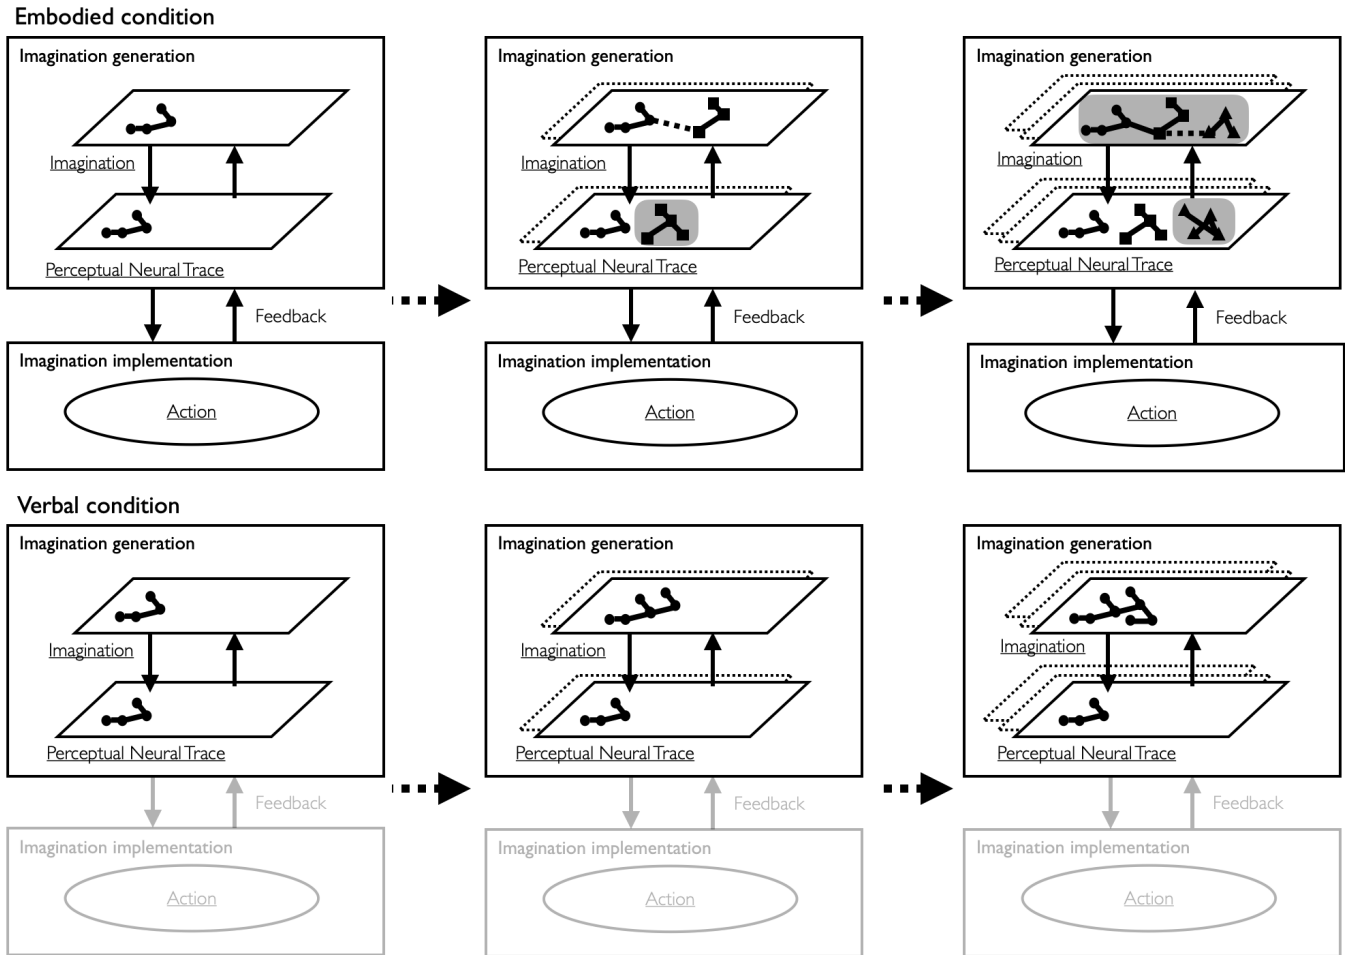 Embodied condition
Imagination generation
Imagination
Perceptual Neural Trace
Feedback
Imagination implementation
Action
Imagination generation
Imagination
Perceptual Neural Trace
Feedback
Imagination implementation
Action
Imagination generation
Imagination
Perceptual Neural Trace
Feedback
Imagination implementation
Action
Verbal condition
Imagination generation
Imagination
Perceptual Neural Trace
Feedback
Imagination implementation
Action
Imagination generation
Imagination
Perceptual Neural Trace
Feedback
Imagination implementation
Action
Imagination generation
Imagination
Perceptual Neural Trace
Feedback
Imagination implementation
Action